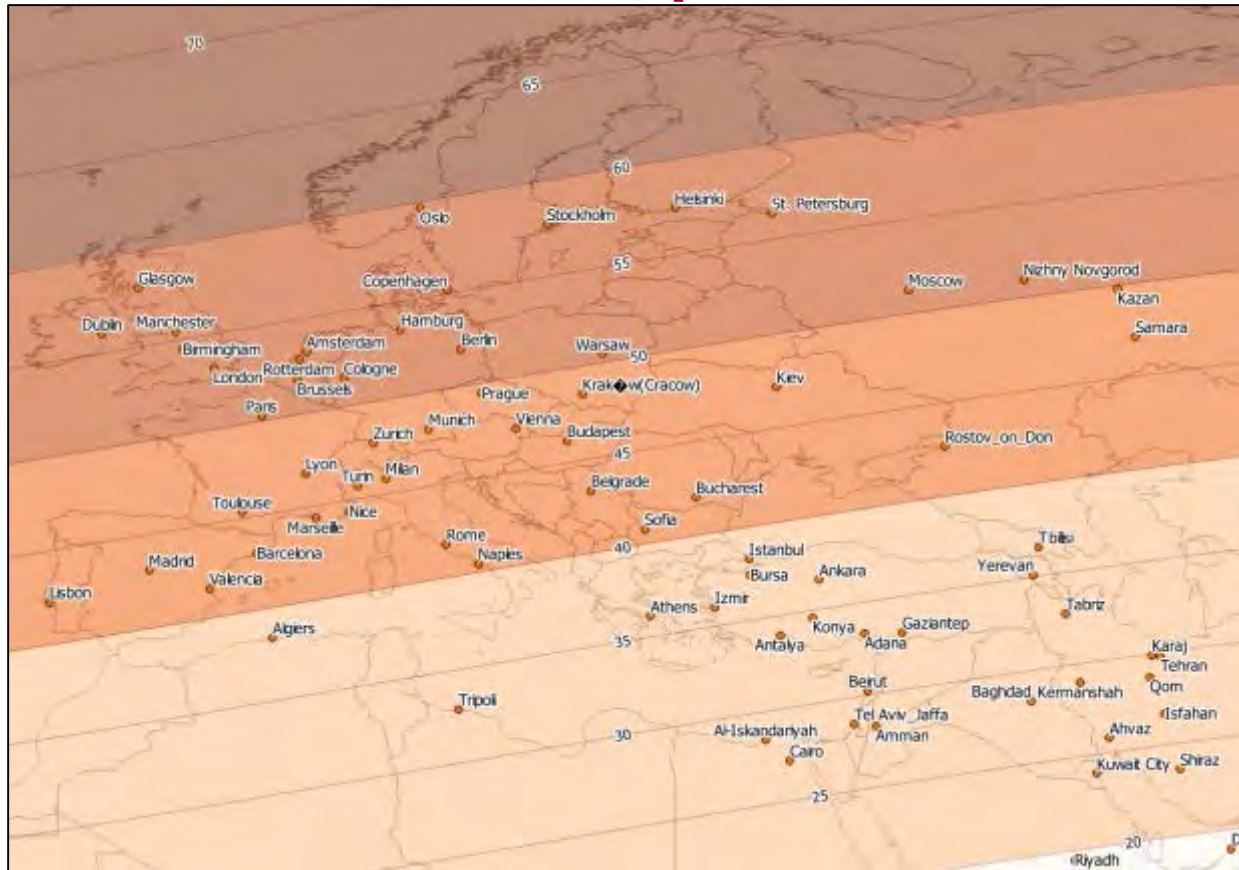 70
65
60
Oslo
Stockholm
Helsinki
St. Petersburg
55
Glasgow
Copenhagen
Moscow
Nizhny Novgorod
Kazan
Dublin
Manchester
Hamburg
Birmingham
Amsterdam
Berlin
Warsaw
50
Samara
London
Rotterdam
Cologne
Brussels
Prague
Krak�w(Cracow)
Kiev
Paris
Zurich
Munich
Vienna
Budapest
45
Rostov_on_Don
Lyon
Turin
Milan
Belgrade
Bucharest
Toulouse
Nice
Marseille
Sofia
Rome
40
Naples
Istanbul
Tbilisi
Madrid
Barcelona
Bursa
Ankara
Yerevan
Valencia
Lisbon
Athens
Izmir
Tabriz
Algiers
35
Antalya
Konya
Adana
Gaziantep
Karaj
Tehran
Beirut
Baghdad
Kermanshah
Qom
Tripoli
Isfahan
30
Al-Iskandariyah
Tel Aviv_Jaffa
Amman
Ahvaz
Cairo
Kuwait City
Shiraz
25
20
D
Riyadh